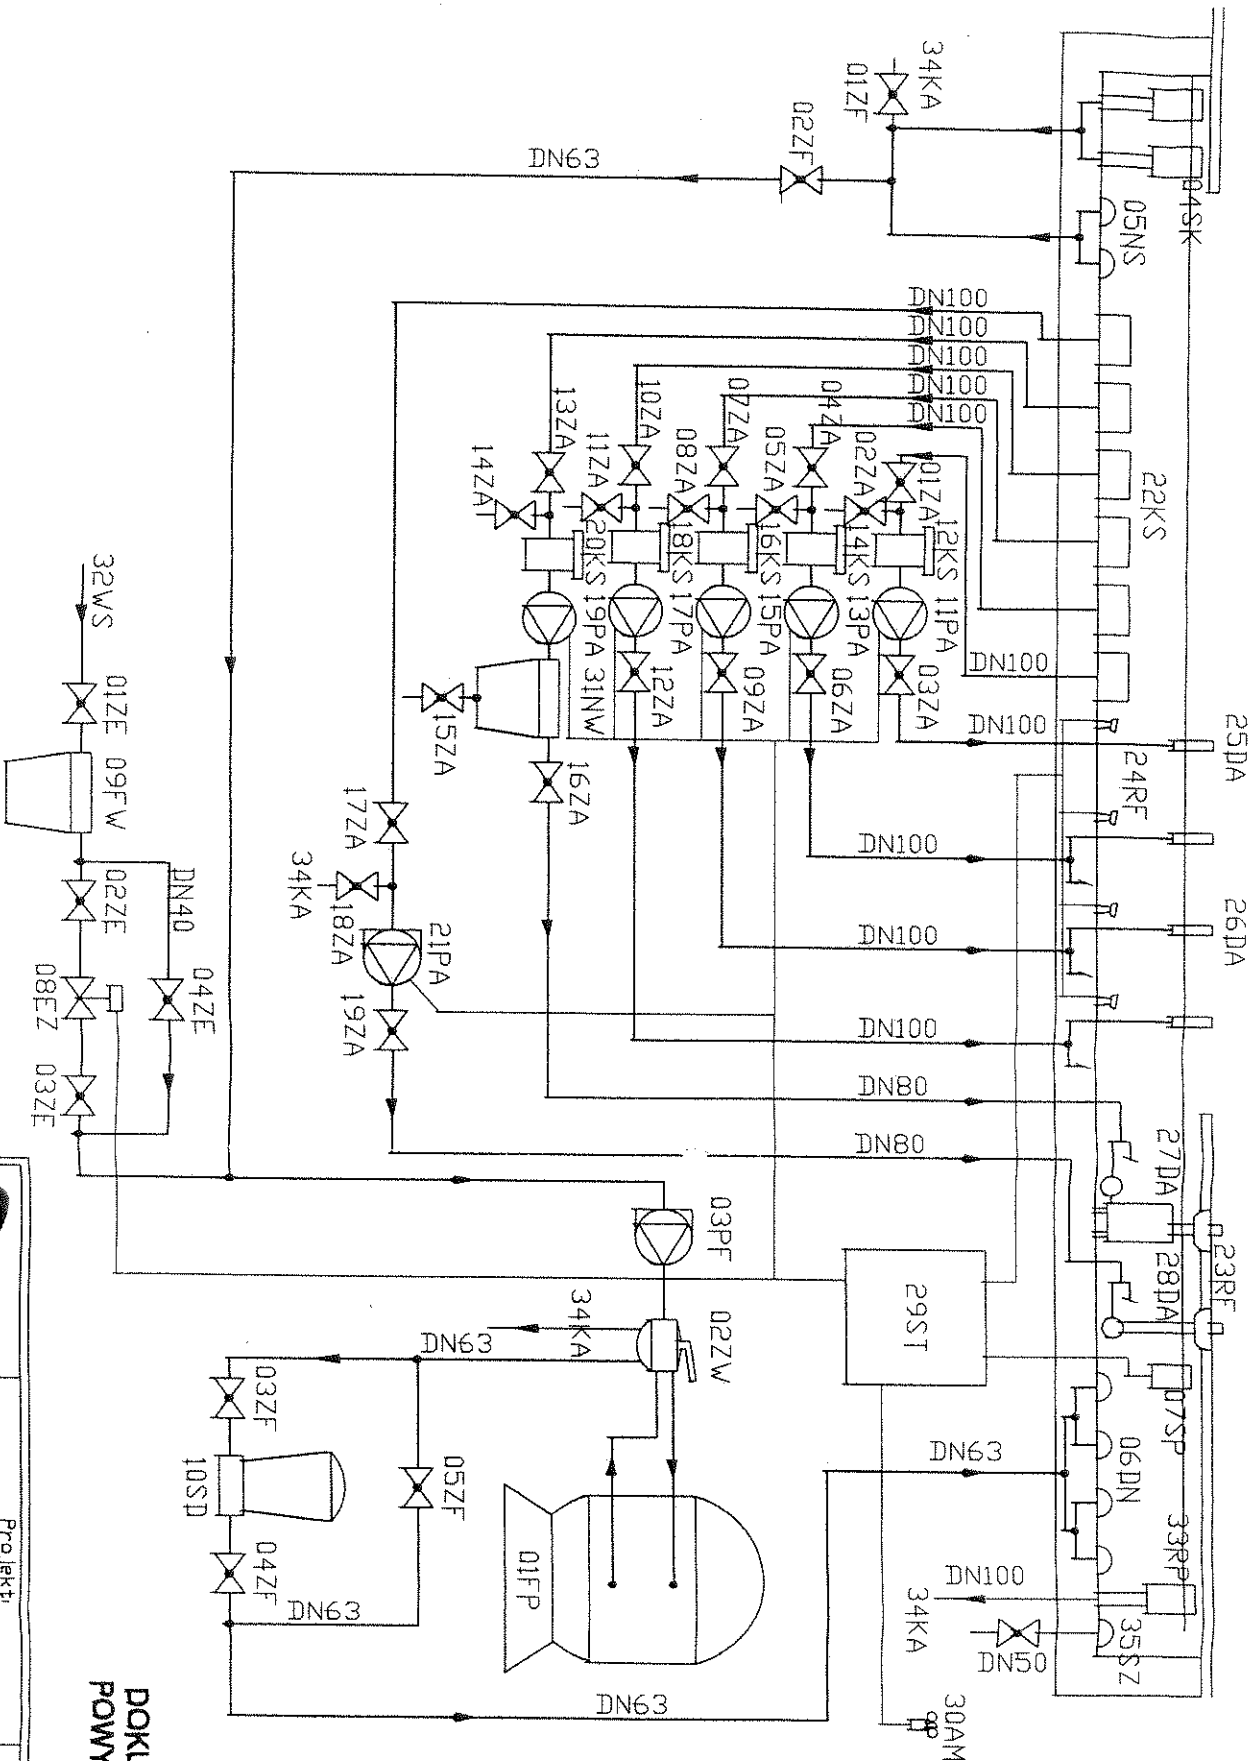 34KA
01ZF
02ZF
DN63
04SK
05NS
DN100
DN100
DN100
DN100
DN100
22KS
13ZA
14ZA
10ZA
11ZA
07ZA
08ZA
04ZA
05ZA
02ZA
01ZA
20KS
19PA
18KS
17PA
16KS
15PA
14KS
13PA
12KS
11PA
31NW
12ZA
09ZA
06ZA
03ZA
DN100
DN100
25DA
24RF
15ZA
16ZA
32WS
01ZE
09FW
02ZE
DN40
04ZE
08EZ
03ZE
17ZA
34KA
18ZA
21PA
19ZA
DN100
DN100
DN100
26DA
DN80
DN80
27DA
28DA
23RF
03PF
02ZW
34KA
DN63
29ST
07SP
06DN
33RP
DN63
03ZF
05ZF
10SD
04ZF
DN63
01FP
DN100
34KA
DN50
35SZ
DN63
30AM
Projekt:
DOKU
POWY